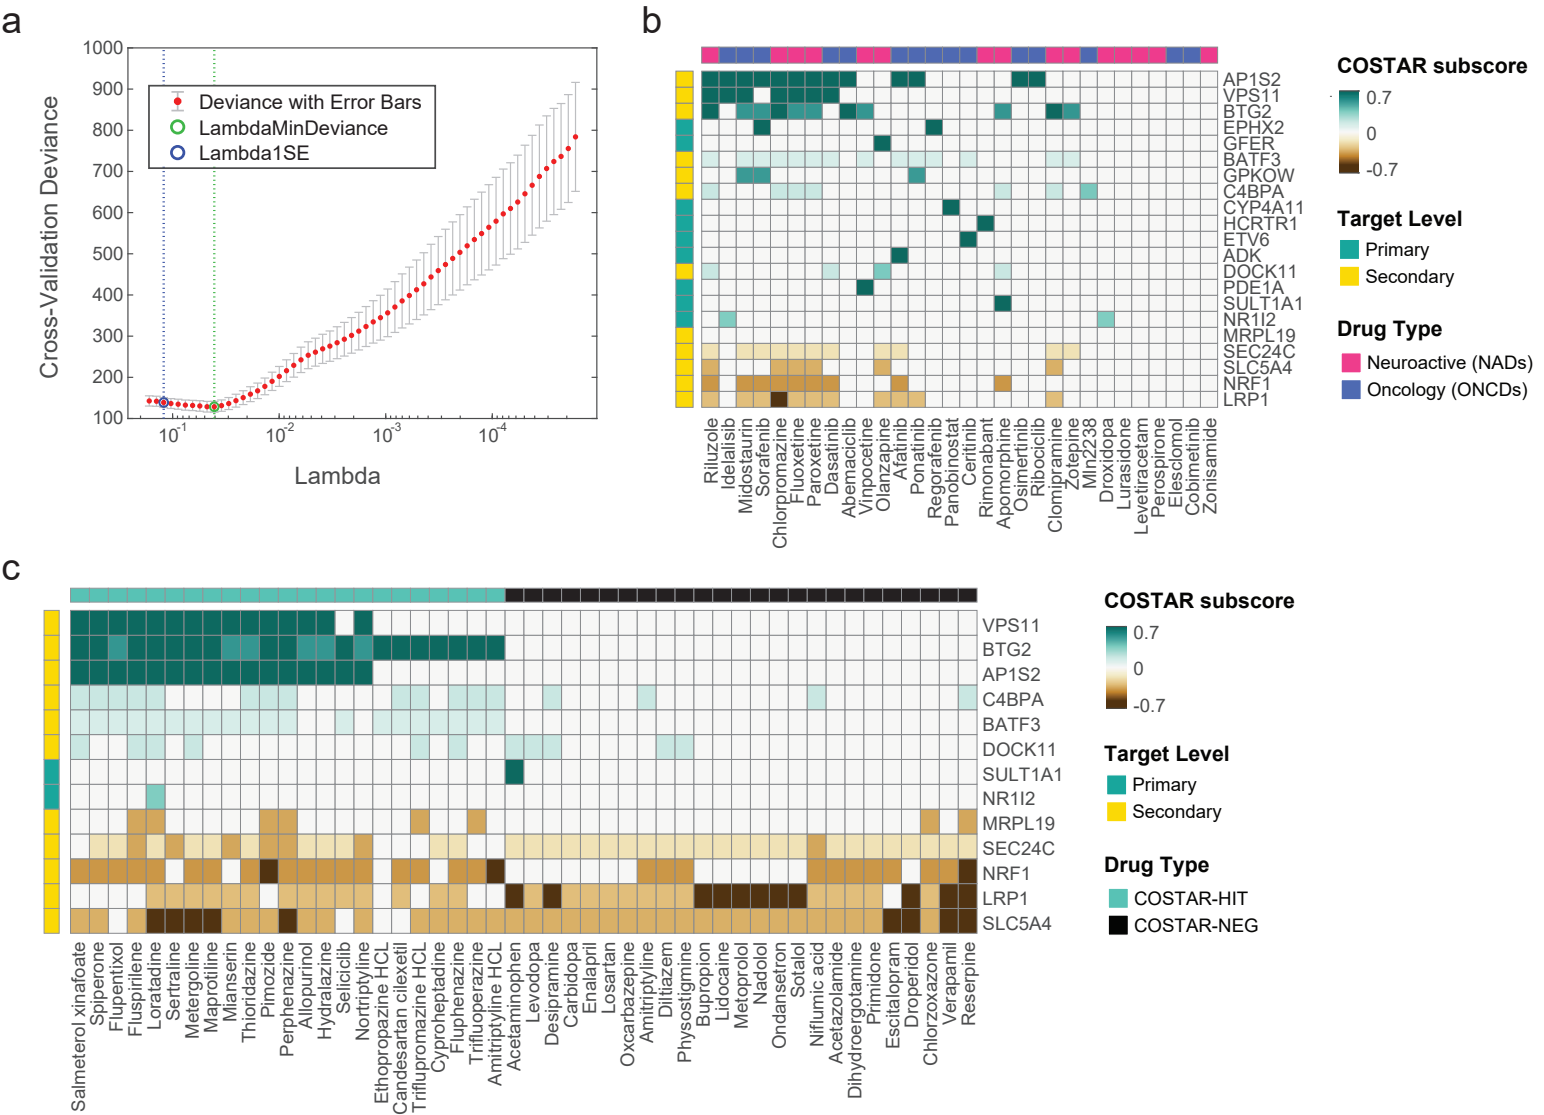 a
1000
900
800
700
600
500
400
300
200
100
Cross-Validation Deviance
Deviance with Error Bars
LambdaMinDeviance
Lambda1SE
10-1
10-2
10-3
10-4
Lambda
b
AP1S2
VPS11
BTG2
EPHX2
GFER
BATF3
GPKOW
C4BPA
CYP4A11
HCRTR1
ETV6
ADK
DOCK11
PDE1A
SULT1A1
NR1I2
MRPL19
SEC24C
SLC5A4
NRF1
LRP1
Riluzole
Idelalisib
Midostaurin
Sorafenib
Chlorpromazine
Fluoxetine
Paroxetine
Dasatinib
Abemaciclib
Vinpocetine
Olanzapine
Afatinib
Ponatinib
Regorafenib
Panobinostat
Ceritinib
Rimonabant
Apomorphine
Osimertinib
Ribociclib
Clomipramine
Zotepine
Mln2238
Droxidopa
Lurasidone
Levetiracetam
Perospirone
Elesclomol
Cobimetinib
Zonisamide
COSTAR subscore
0.7
0
-0.7
Target Level
Primary
Secondary
Drug Type
Neuroactive (NADs)
Oncology (ONCDs)
c
VPS11
BTG2
AP1S2
C4BPA
BATF3
DOCK11
SULT1A1
NR1I2
MRPL19
SEC24C
NRF1
LRP1
SLC5A4
Salmeterol xinafoate
Spiperone
Flupentixol
Fluspirilene
Loratadine
Sertraline
Metergoline
Maprotiline
Mianserin
Thioridazine
Pimozide
Perphenazine
Allopurinol
Hydralazine
Seliciclib
Nortriptyline
Ethopropazine HCL
Candesartan cilexetil
Triflupromazine HCL
Cyproheptadine
Fluphenazine
Trifluoperazine
Amitriptyline HCL
Acetaminophen
Levodopa
Desipramine
Carbidopa
Enalapril
Losartan
Oxcarbazepine
Amitriptyline
Diltiazem
Physostigmine
Bupropion
Lidocaine
Metoprolol
Nadolol
Ondansetron
Sotalol
Niflumic acid
Acetazolamide
Dihydroergotamine
Primidone
Escitalopram
Droperidol
Chlorzoxazone
Verapamil
Reserpine
COSTAR subscore
0.7
0
-0.7
Target Level
Primary
Secondary
Drug Type
COSTAR-HIT
COSTAR-NEG